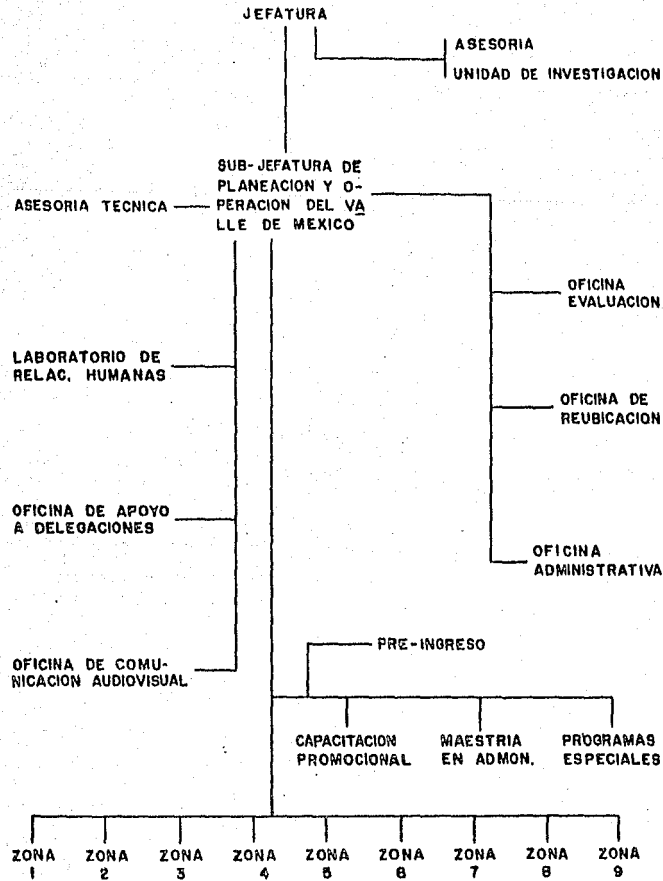 JEFATURA
ASESORIA
UNIDAD DE INVESTIGACION
SUB-JEFATURA DE
PLANEACION Y O-
PERACION DEL VA
LLE DE MEXICO
ASESORIA TECNICA
OFICINA
EVALUACION
LABORATORIO DE
RELAC. HUMANAS
OFICINA DE
REUBICACION
OFICINA DE APOYO
A DELEGACIONES
OFICINA
ADMINISTRATIVA
PRE-INGRESO
OFICINA DE COMU-
NICACION AUDIOVISUAL
CAPACITACION
PROMOCIONAL
MAESTRIA
EN ADMON.
PROGRAMAS
ESPECIALES
ZONA
1
ZONA
2
ZONA
3
ZONA
4
ZONA
5
ZONA
6
ZONA
7
ZONA
8
ZONA
9